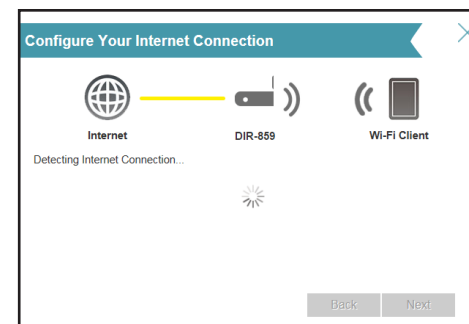 Configure Your Internet Connection
Internet DIR-859 Wi-Fi Client
Detecting Internet Connection...
Back Next